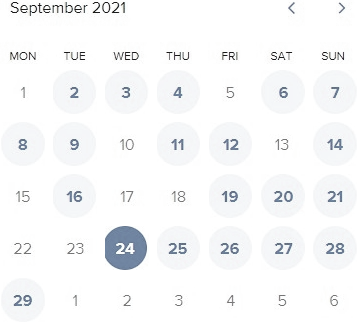 September 2021
MON TUE WED THU FRI SAT SUN
1 2 3 4 5 6 7
8 9 10 11 12 13 14
15 16 17 18 19 20 21
22 23 24 25 26 27 28
29 1 2 3 4 5 6